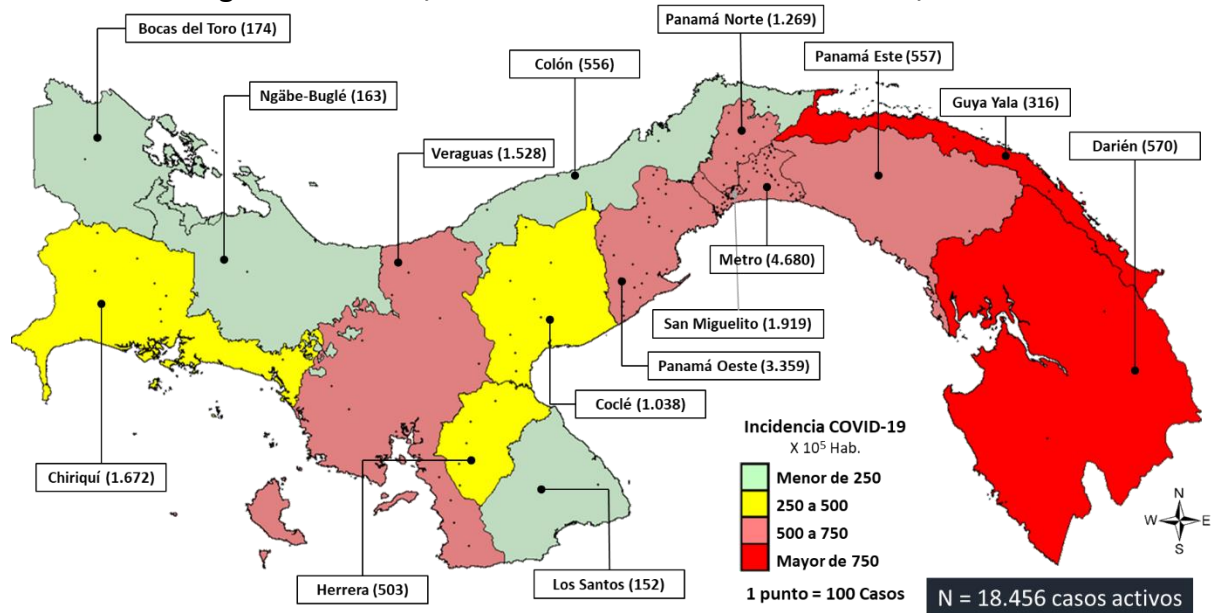 Bocas del Toro (174)
Panamá Norte (1.269)
Panamá Este (557)
Colón (556)
Ngäbe-Buglé (163)
Guya Yala (316)
Veraguas (1.528)
Darién (570)
Metro (4.680)
San Miguelito (1.919)
Panamá Oeste (3.359)
Coclé (1.038)
Chiriquí (1.672)
Herrera (503)
Los Santos (152)
Incidencia COVID-19
X 10⁵ Hab.
Menor de 250
250 a 500
500 a 750
Mayor de 750
1 punto = 100 Casos
N
W E
S
N = 18.456 casos activos